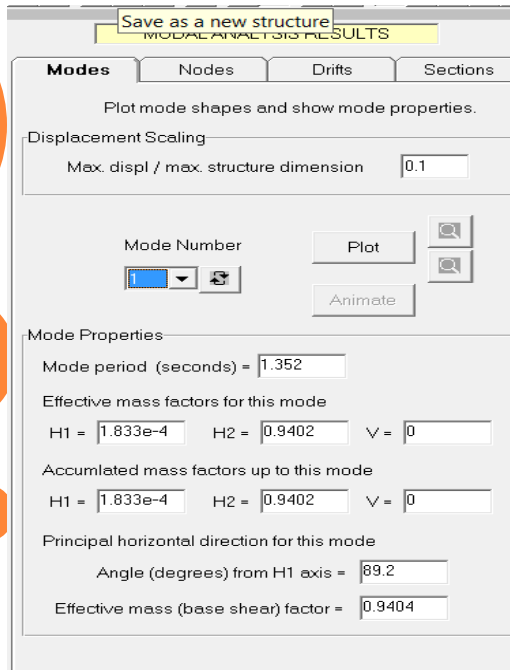 Save as a new structure
MODAL ANALYSIS RESULTS
Modes Nodes Drifts Sections
Plot mode shapes and show mode properties.
Displacement Scaling
Max. displ / max. structure dimension 0.1
Mode Number
Plot
1
Animate
Mode Properties
Mode period (seconds) = 1.352
Effective mass factors for this mode
H1 = 1.833e-4 H2 = 0.9402 V = 0
Accumlated mass factors up to this mode
H1 = 1.833e-4 H2 = 0.9402 V = 0
Principal horizontal direction for this mode
Angle (degrees) from H1 axis = 89.2
Effective mass (base shear) factor = 0.9404